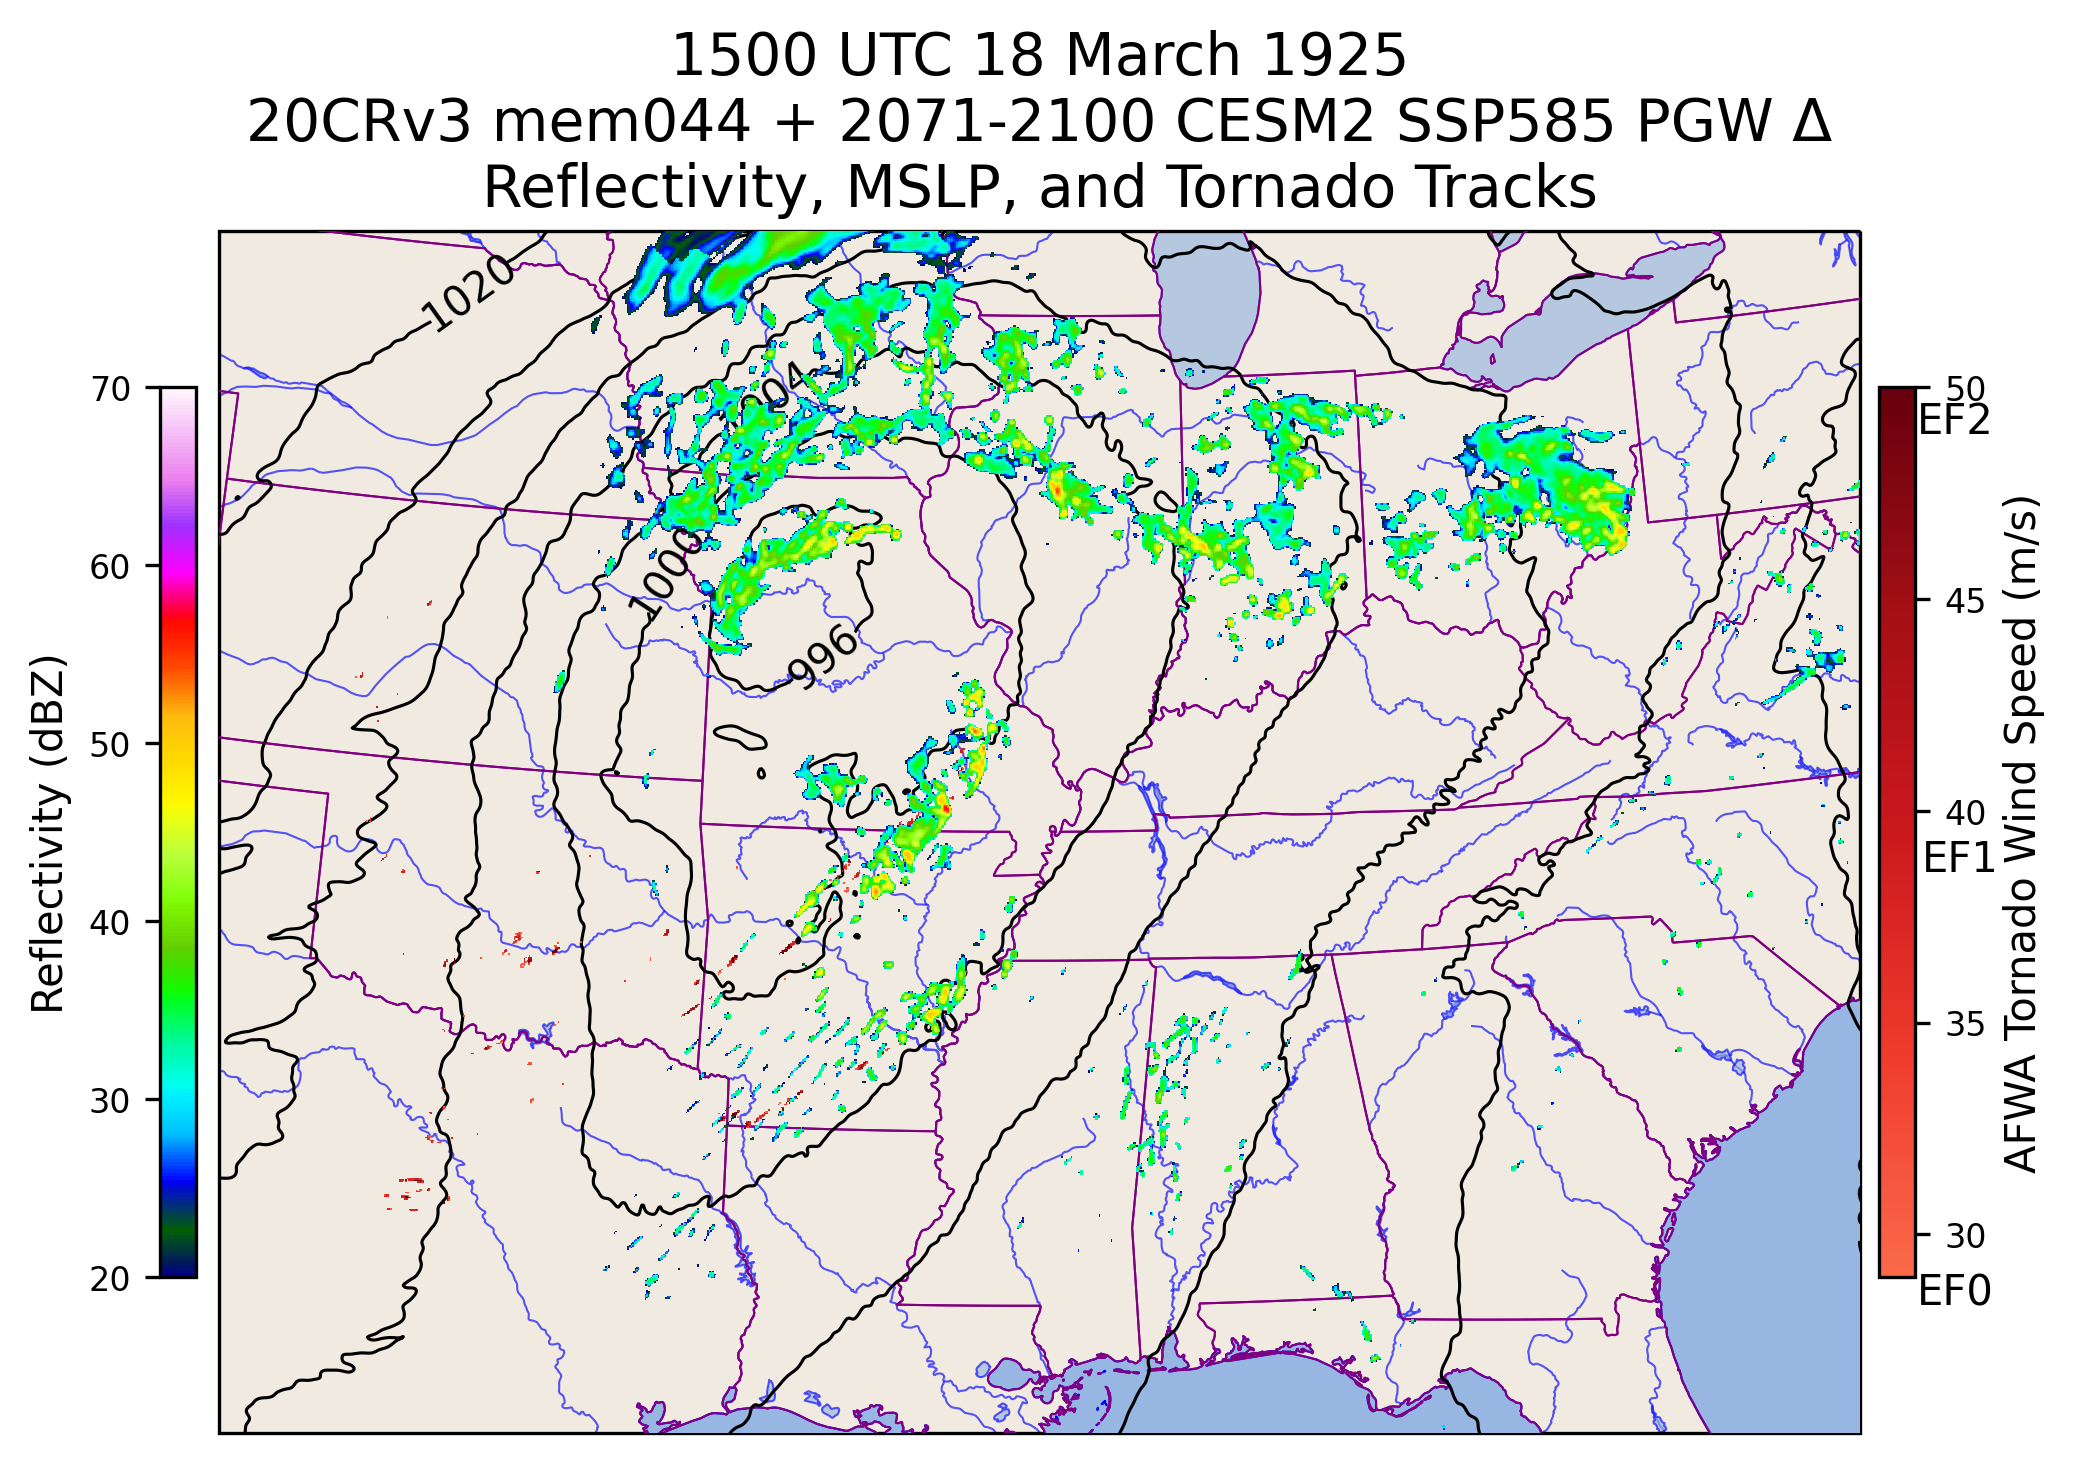 1500 UTC 18 March 1925
20CRv3 mem044 + 2071-2100 CESM2 SSP585 PGW Δ
Reflectivity, MSLP, and Tornado Tracks
1020
1000
996
Reflectivity (dBZ)
70
60
50
40
30
20
50
EF2
45
40
EF1
35
30
EF0
AFWA Tornado Wind Speed (m/s)